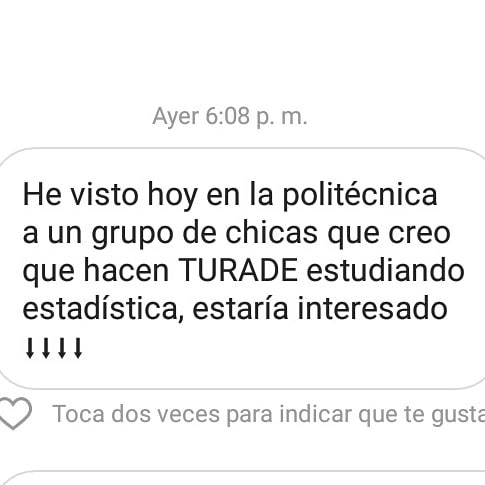 Ayer 6:08 p. m.
He visto hoy en la politécnica
a un grupo de chicas que creo
que hacen TURADE estudiando
estadística, estaría interesado
⬇⬇⬇⬇
Toca dos veces para indicar que te gusta